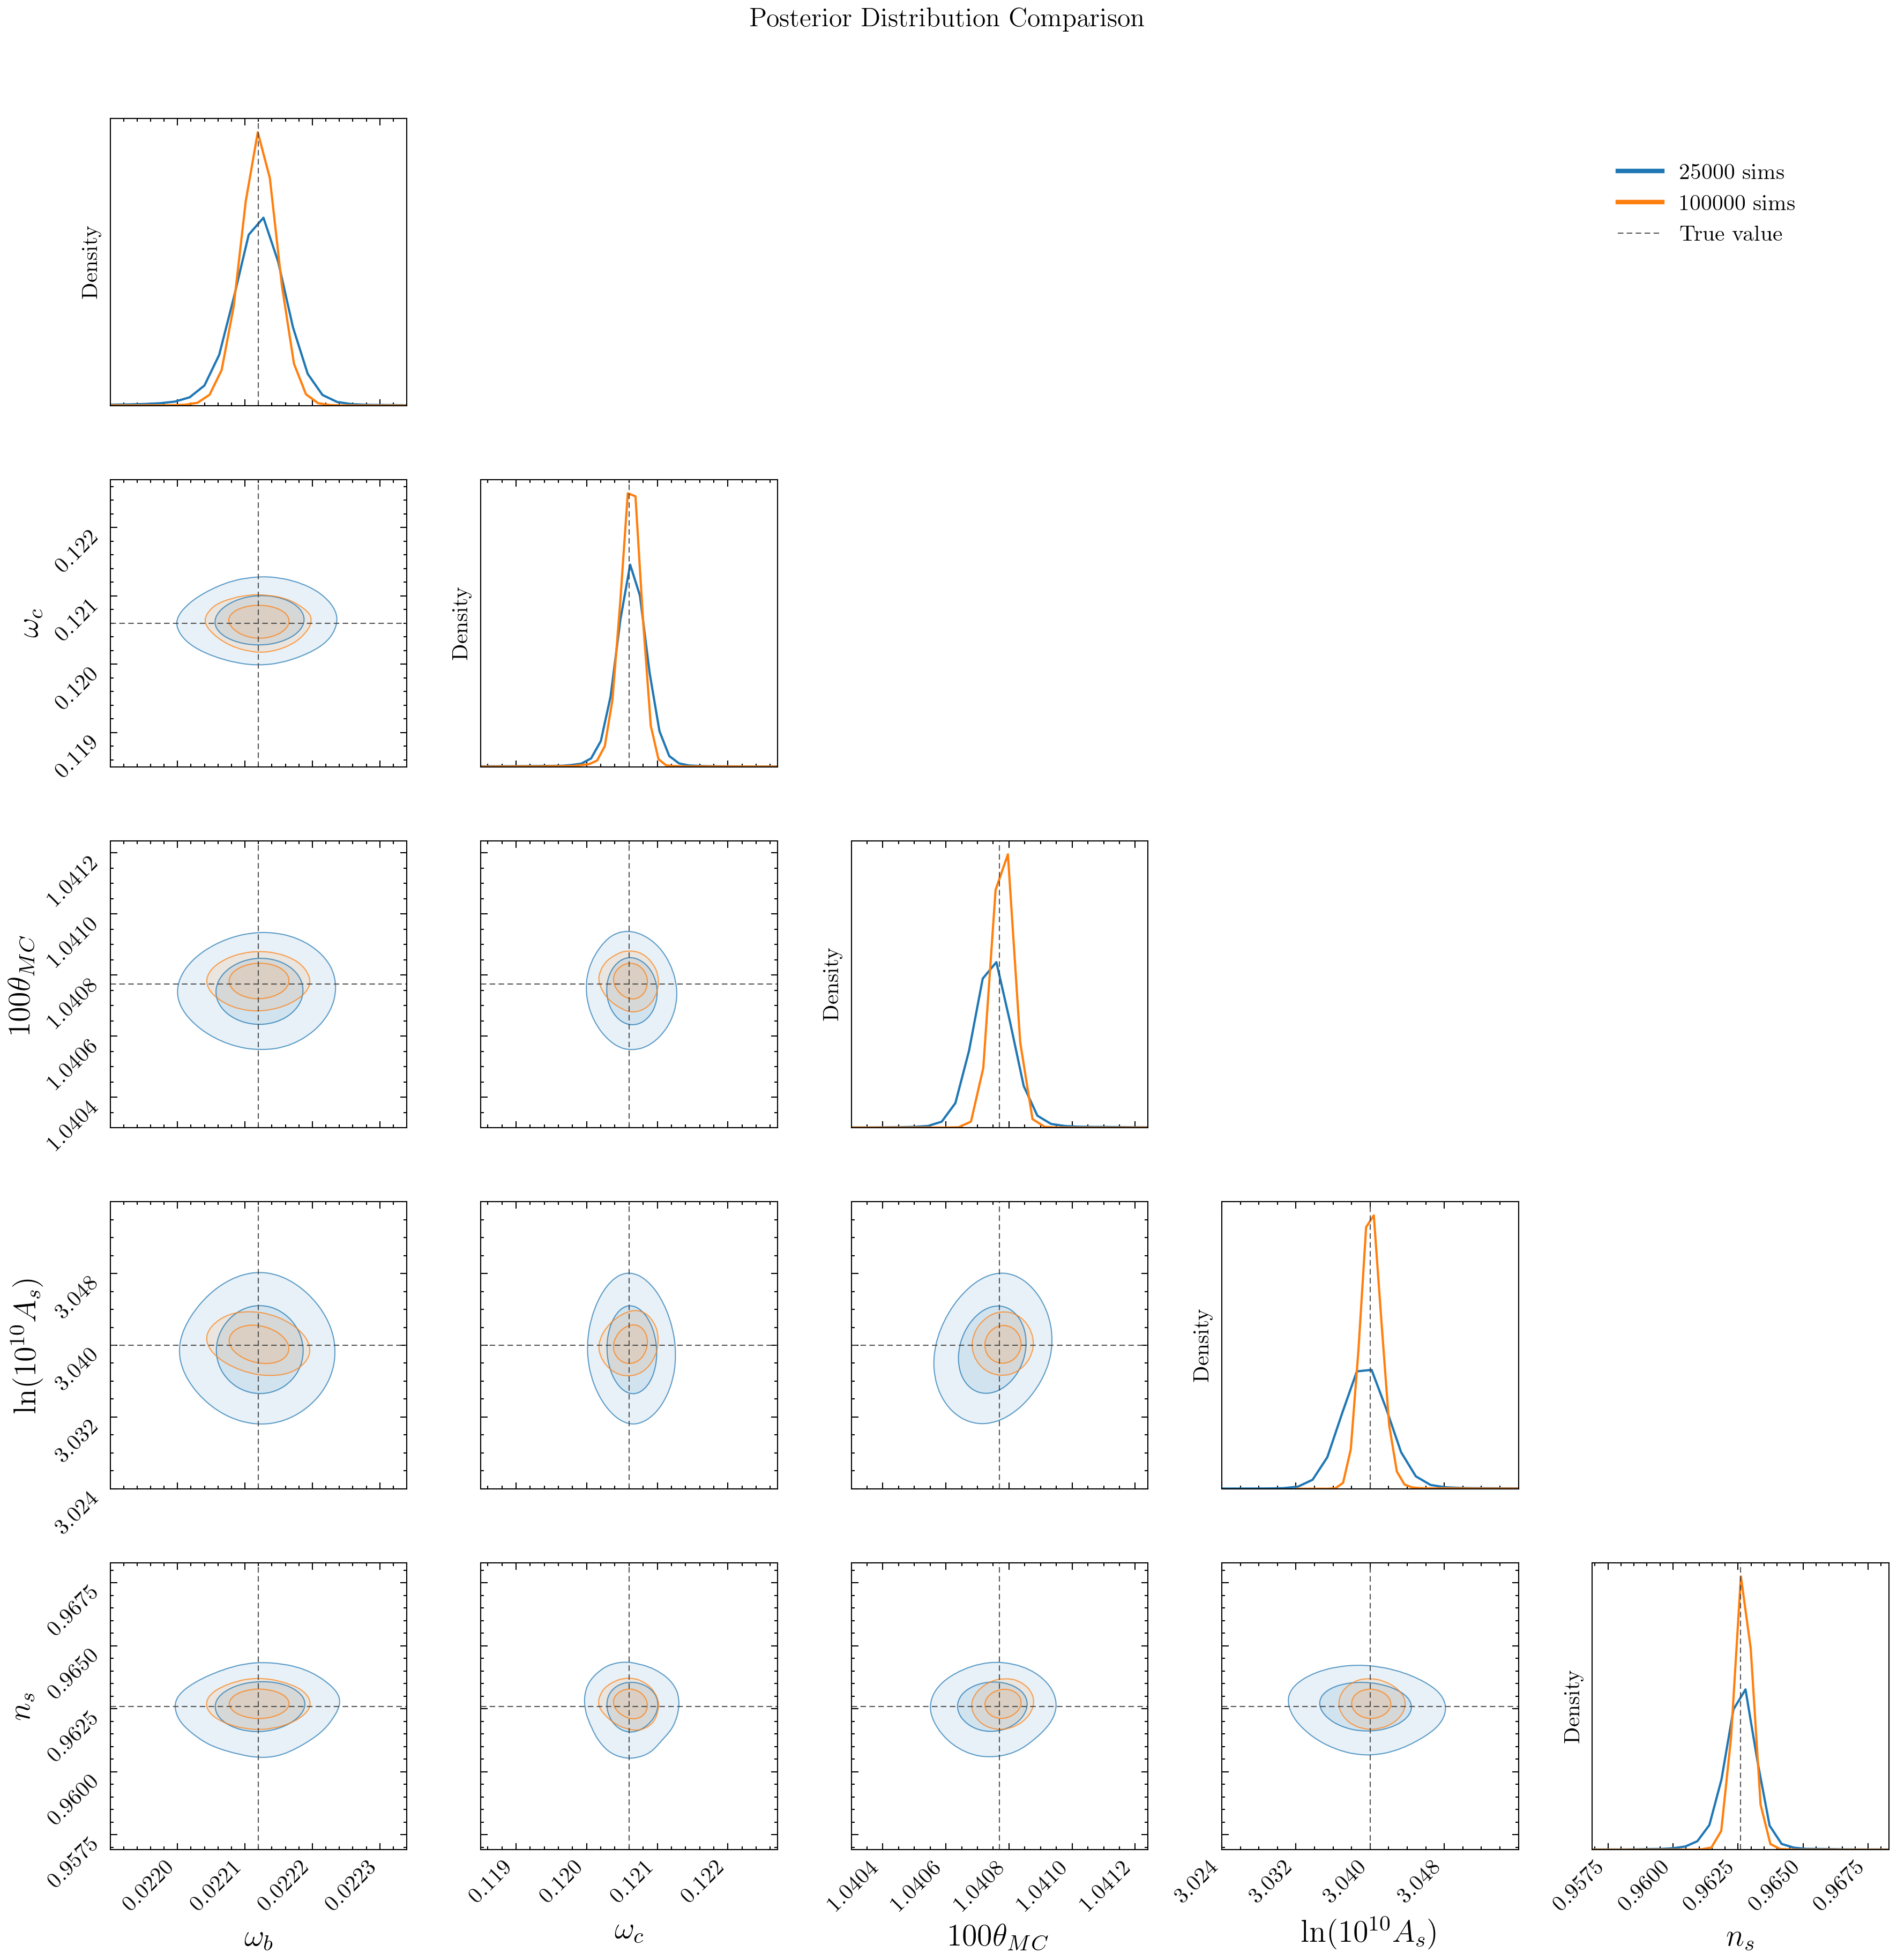 Posterior Distribution Comparison
25000 sims
100000 sims
True value
Density
0.122
0.121
0.120
0.119
ω_c
Density
1.0412
1.0410
1.0408
1.0406
1.0404
100θ_{MC}
Density
3.048
3.040
3.032
3.024
ln(10^{10}A_s)
Density
0.9675
0.9650
0.9625
0.9600
0.9575
n_s
Density
0.0220 0.0221 0.0222 0.0223
0.119 0.120 0.121 0.122
1.0404 1.0406 1.0408 1.0410 1.0412
3.024 3.032 3.040 3.048
0.9575 0.9600 0.9625 0.9650 0.9675
ω_b
ω_c
100θ_{MC}
ln(10^{10}A_s)
n_s